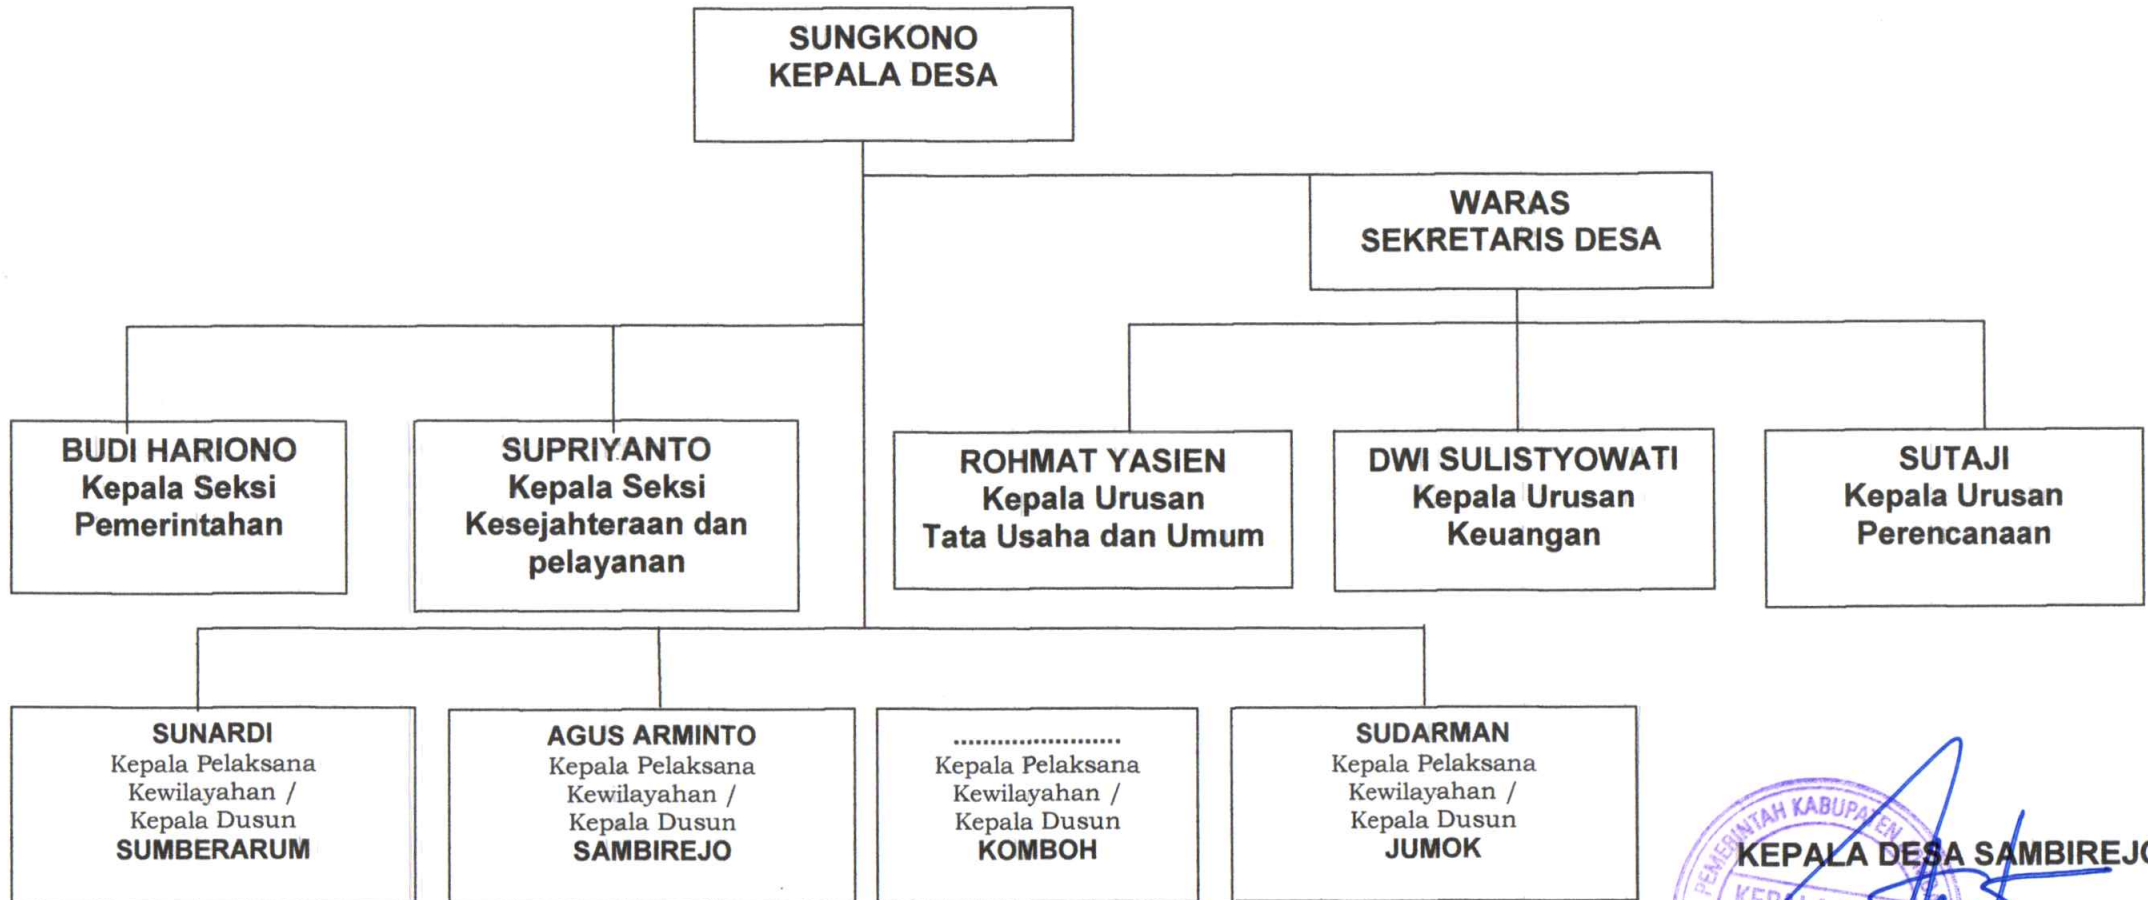 SUNGKONO
KEPALA DESA
WARAS
SEKRETARIS DESA
BUDI HARIONO
Kepala Seksi
Pemerintahan
SUPRIYANTO
Kepala Seksi
Kesejahteraan dan
pelayanan
ROHMAT YASIEN
Kepala Urusan
Tata Usaha dan Umum
DWI SULISTYOWATI
Kepala Urusan
Keuangan
SUTAJI
Kepala Urusan
Perencanaan
SUNARDI
Kepala Pelaksana
Kewilayahan /
Kepala Dusun
SUMBERARUM
AGUS ARMINTO
Kepala Pelaksana
Kewilayahan /
Kepala Dusun
SAMBIREJO
.......................
Kepala Pelaksana
Kewilayahan /
Kepala Dusun
KOMBOH
SUDARMAN
Kepala Pelaksana
Kewilayahan /
Kepala Dusun
JUMOK
KEPALA DESA SAMBIREJO
PEMERINTAH KABUPATEN